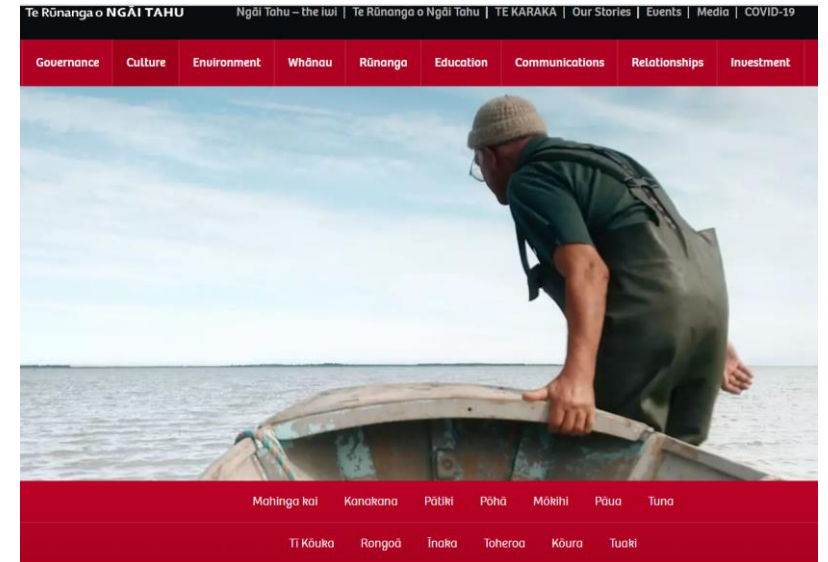 Te Rūnanga o NGĀI TAHU Ngāi Tahu – the iwi | Te Rūnanga o Ngāi Tahu | TE KARAKA | Our Stories | Events | Media | COVID-19
Governance Culture Environment Whānau Rūnanga Education Communications Relationships Investment
Mahinga kai Kanakana Pātiki Pōhā Mōkihi Pāua Tuna
Tī Kōuka Rongoā Īnaka Toheroa Kōura Tuaki